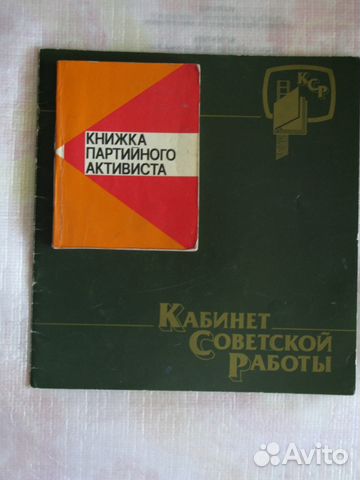 КСР
КНИЖКА
ПАРТИЙНОГО
АКТИВИСТА
КАБИНЕТ
СОВЕТСКОЙ
РАБОТЫ
Avito